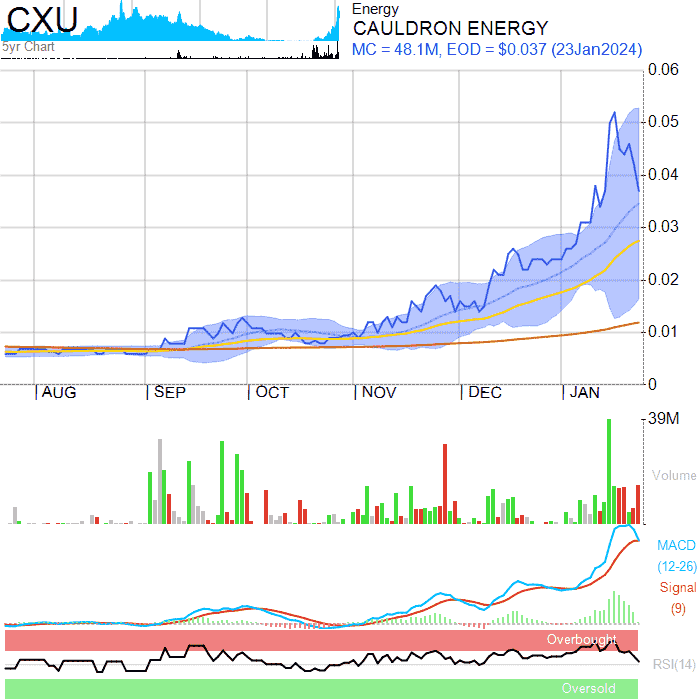 CXU
5yr Chart
Energy
CAULDRON ENERGY
MC = 48.1M, EOD = $0.037 (23Jan2024)
0.06
0.05
0.04
0.03
0.02
0.01
0
AUG SEP OCT NOV DEC JAN
39M
Volume
MACD
(12-26)
Signal
(9)
Overbought
RSI(14)
Oversold